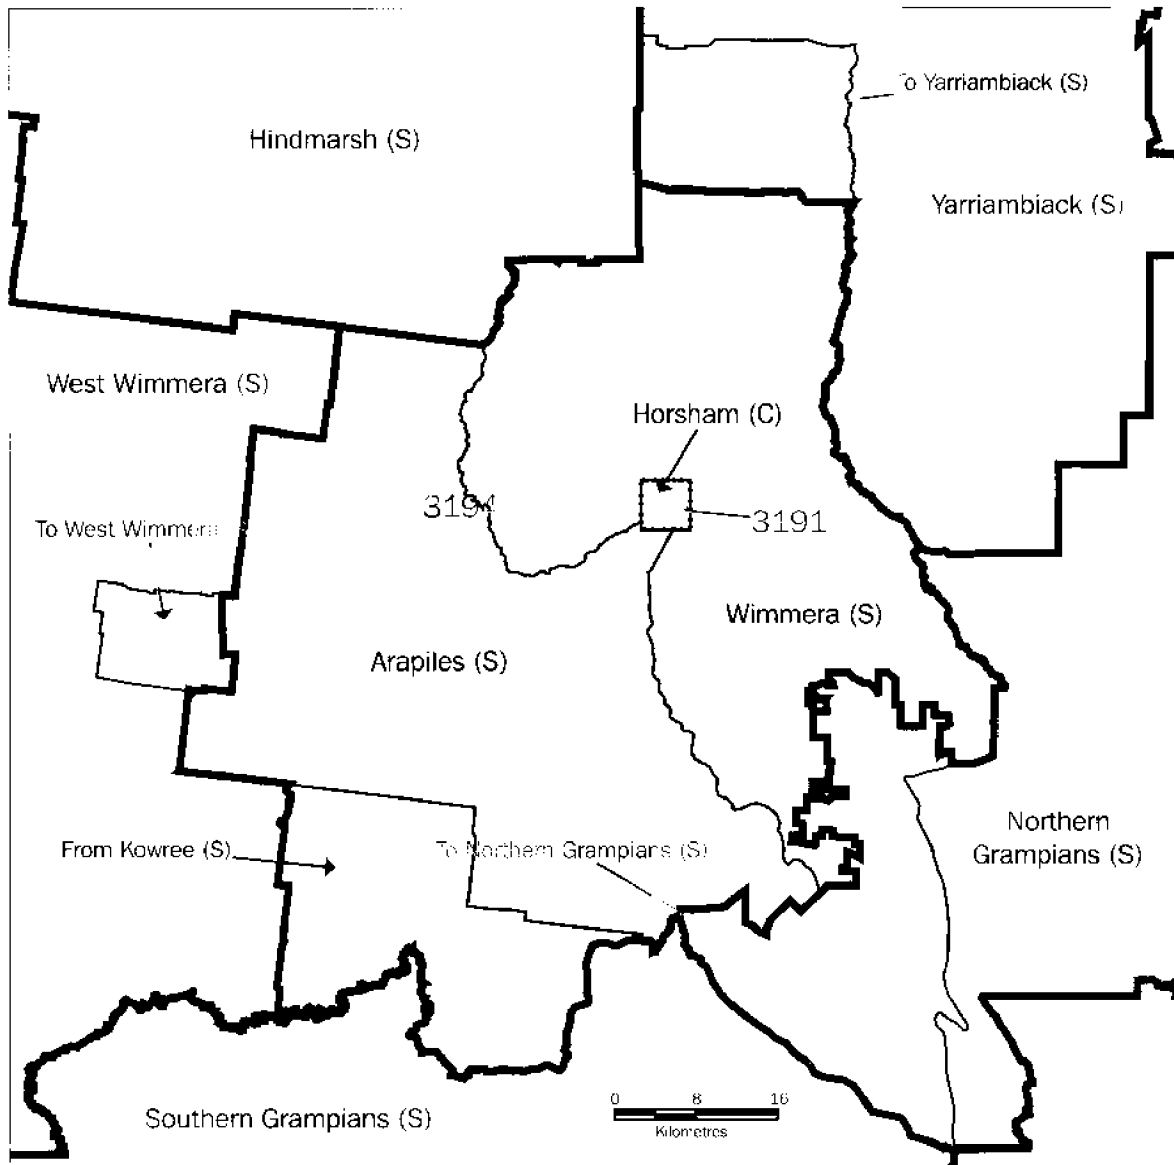 To Yarriambiack (S)
Hindmarsh (S)
Yarriambiack (S)
West Wimmera (S)
Horsham (C)
3194
3191
To West Wimmera
Wimmera (S)
Arapiles (S)
Northern
Grampians (S)
From Kowree (S)
To Northern Grampians (S)
0 8 16
Kilometres
Southern Grampians (S)